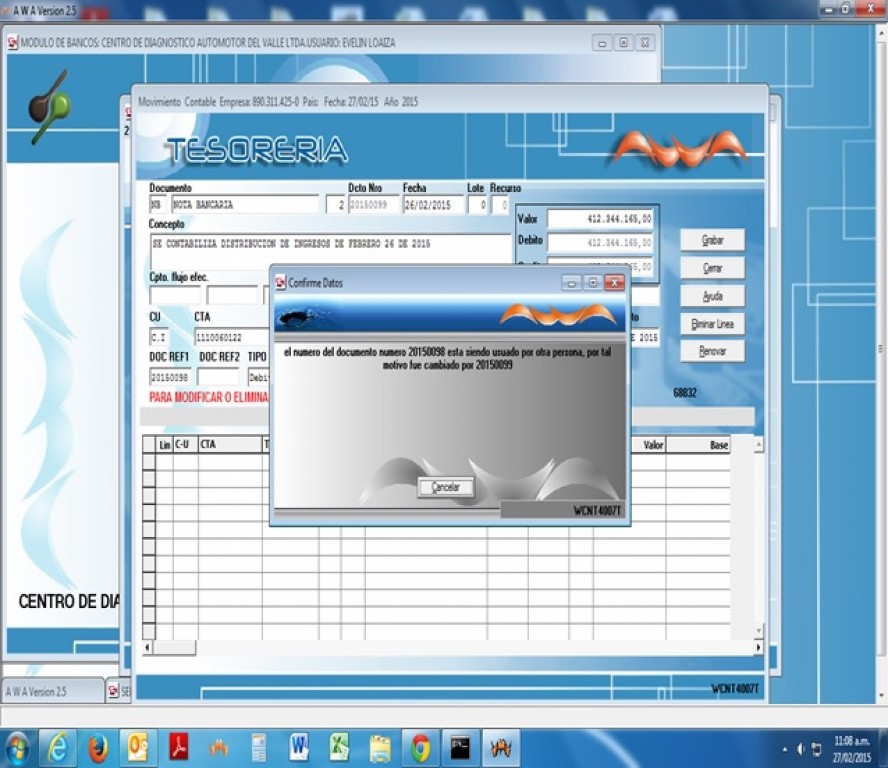 A W A Version 2.5
MODULO DE BANCOS: CENTRO DE DIAGNOSTICO AUTOMOTOR DEL VALLE LTDA.USUARIO: EVELIN LOAIZA
Movimiento Contable Empresa: 890.311.425-0 Pais: Fecha: 27/02/15 Año 2015
TESORERIA
Documento Dcto Nro Fecha Lote Recurso
NB NOTA BANCARIA 2 20150099 26/02/2015 0 0
Valor 412.344.165,00
Concepto
SE CONTABILIZA DISTRIBUCION DE INGRESOS DE FEBRERO 26 DE 2015
Debito 412.344.165,00
Grabar
Cerrar
Ayuda
Eliminar Linea
Renovar
Cpto. flujo efec.
CU CTA
C.I 1110060122
E 2015
DOC REF1 DOC REF2 TIPO
20150098 Debi
PARA MODIFICAR O ELIMINA
68832
Confirme Datos
el numero del documento numero 20150098 esta siendo usado por otra persona, por tal
motivo fue cambiado por 20150099
Cancelar
WCNT4007T
Lin C-U CTA T Valor Base
CENTRO DE DIA
WCNT4007T
A W A Version 2.5
SE
11:08 a.m.
27/02/2015